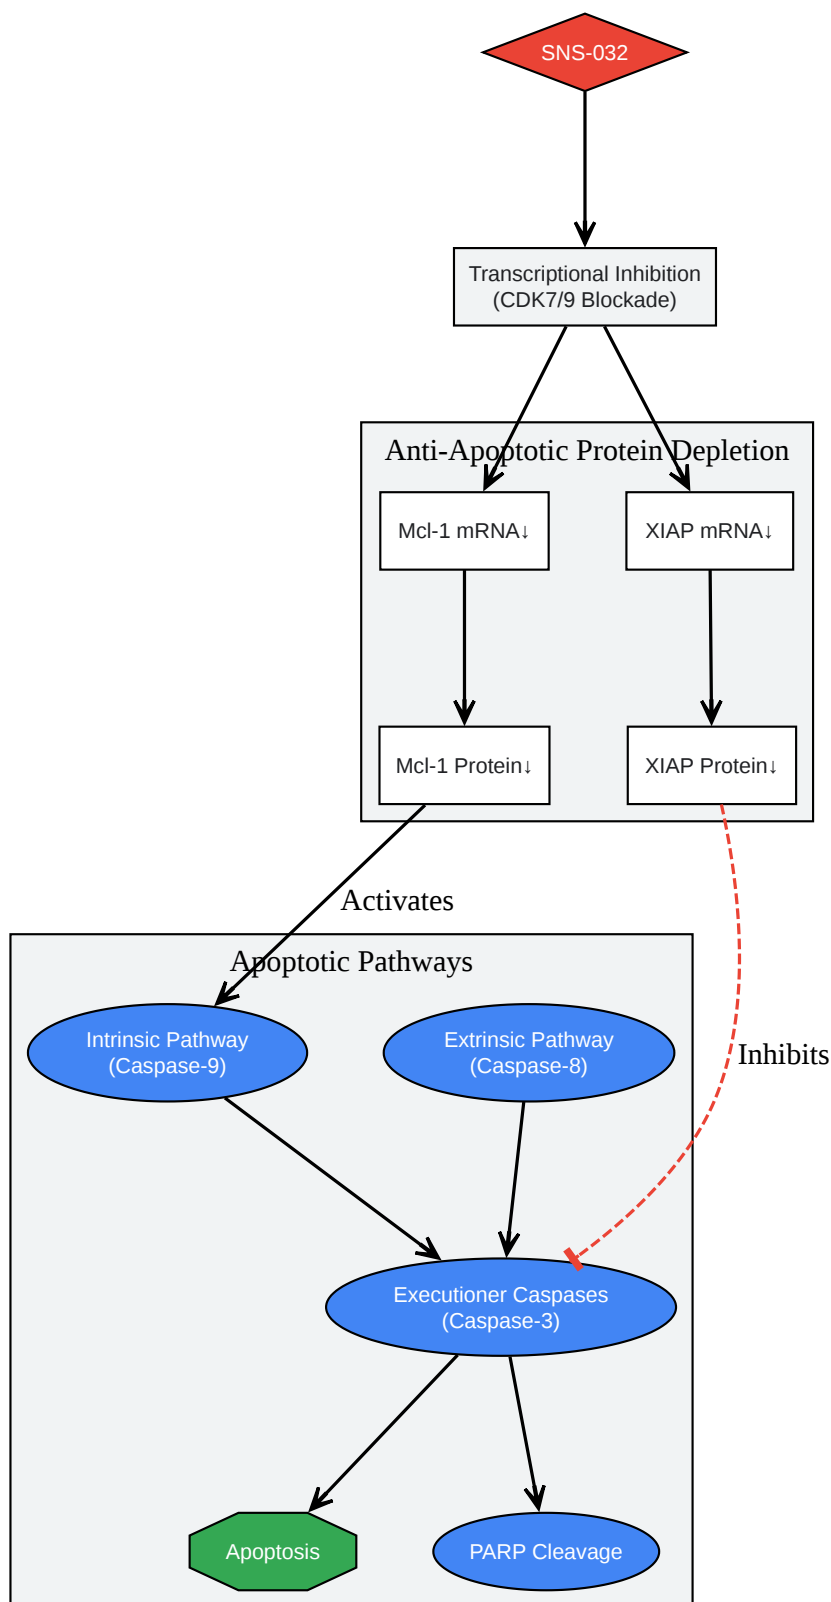 SNS-032
Transcriptional Inhibition
(CDK7/9 Blockade)
Anti-Apoptotic Protein Depletion
Mcl-1 mRNA↓
XIAP mRNA↓
Mcl-1 Protein↓
XIAP Protein↓
Activates
Apoptotic Pathways
Intrinsic Pathway
(Caspase-9)
Extrinsic Pathway
(Caspase-8)
Inhibits
Executioner Caspases
(Caspase-3)
Apoptosis
PARP Cleavage